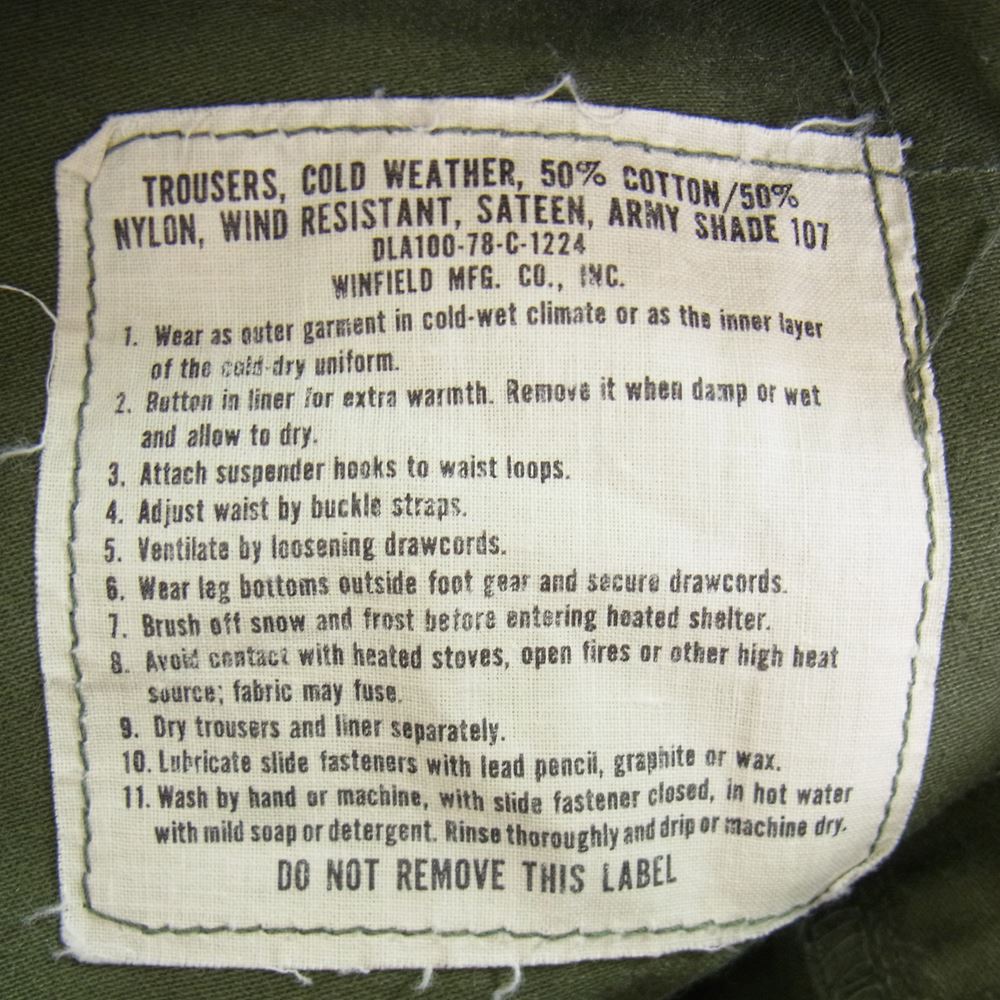 TROUSERS, COLD WEATHER, 50% COTTON/50%
NYLON, WIND RESISTANT, SATEEN, ARMY SHADE 107
DLA100-78-C-1224
WINFIELD MFG. CO., INC.
1. Wear as outer garment in cold-wet climate or as the inner layer
of the cold-dry uniform.
2. Button in liner for extra warmth. Remove it when damp or wet
and allow to dry.
3. Attach suspender hooks to waist loops.
4. Adjust waist by buckle straps.
5. Ventilate by loosening drawcords.
6. Wear leg bottoms outside foot gear and secure drawcords.
7. Brush off snow and frost before entering heated shelter.
8. Avoid contact with heated stoves, open fires or other high heat
source; fabric may fuse.
9. Dry trousers and liner separately.
10. Lubricate slide fasteners with lead pencil, graphite or wax.
11. Wash by hand or machine, with slide fastener closed, in hot water
with mild soap or detergent. Rinse thoroughly and drip or machine dry.
DO NOT REMOVE THIS LABEL